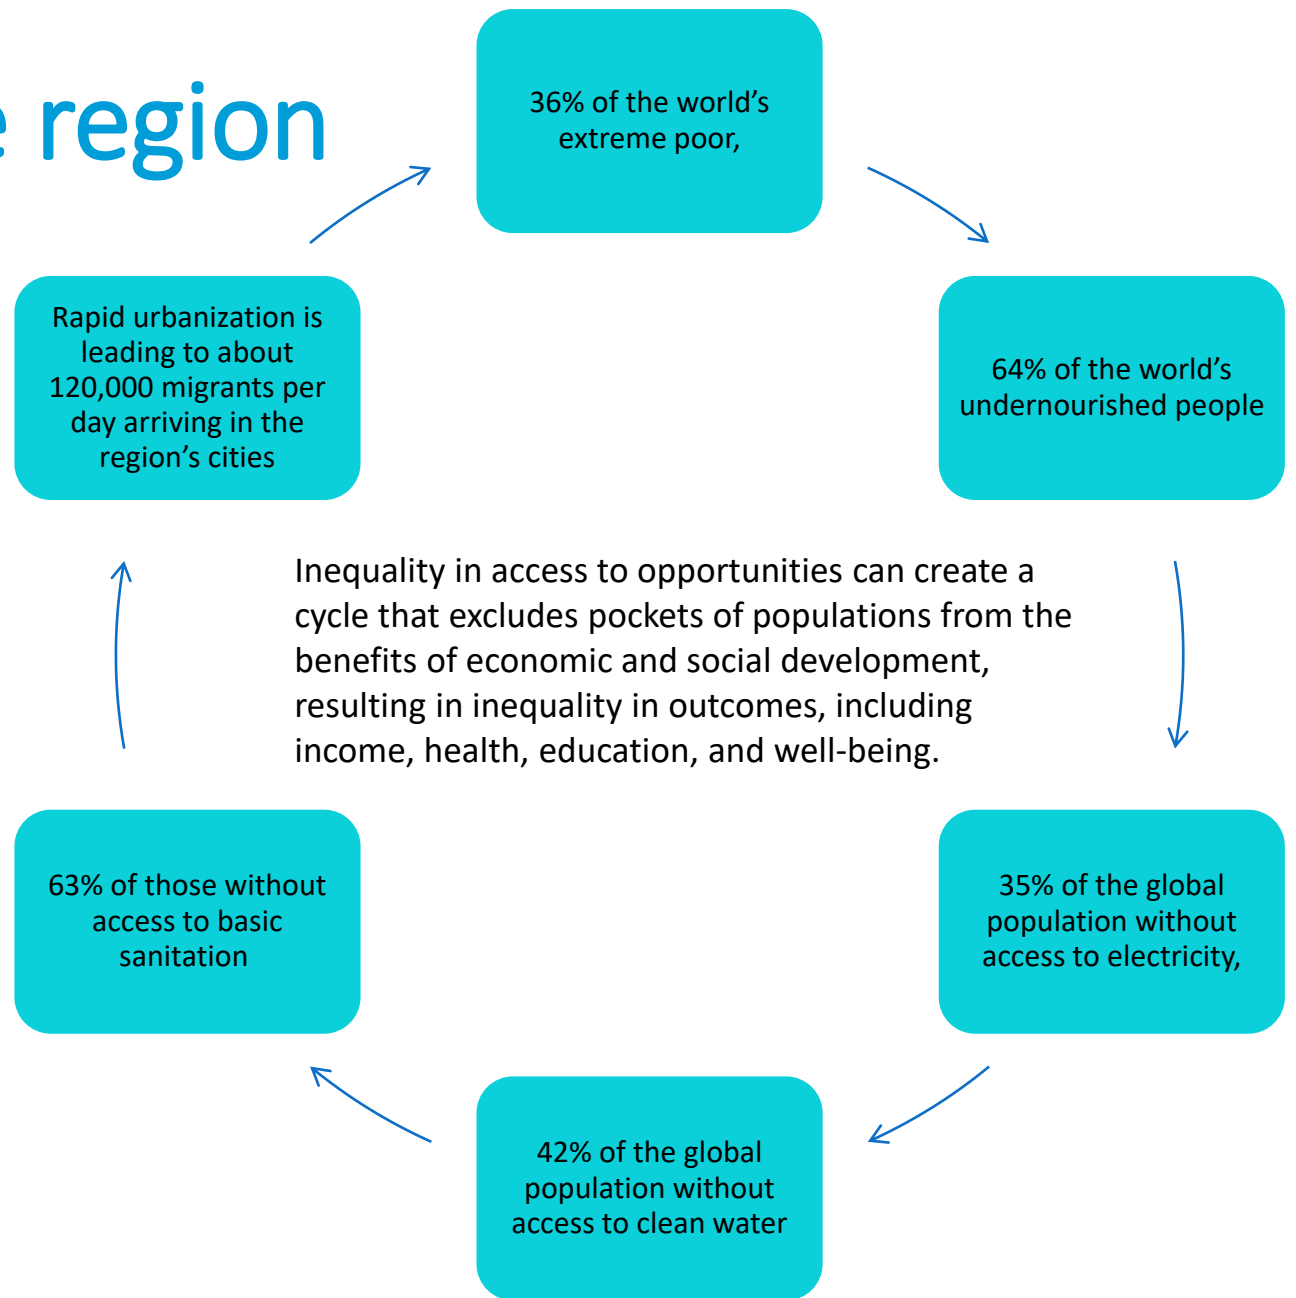 e region
36% of the world's
extreme poor,
64% of the world's
undernourished people
35% of the global
population without
access to electricity,
42% of the global
population without
access to clean water
63% of those without
access to basic
sanitation
Rapid urbanization is
leading to about
120,000 migrants per
day arriving in the
region's cities
Inequality in access to opportunities can create a
cycle that excludes pockets of populations from the
benefits of economic and social development,
resulting in inequality in outcomes, including
income, health, education, and well-being.